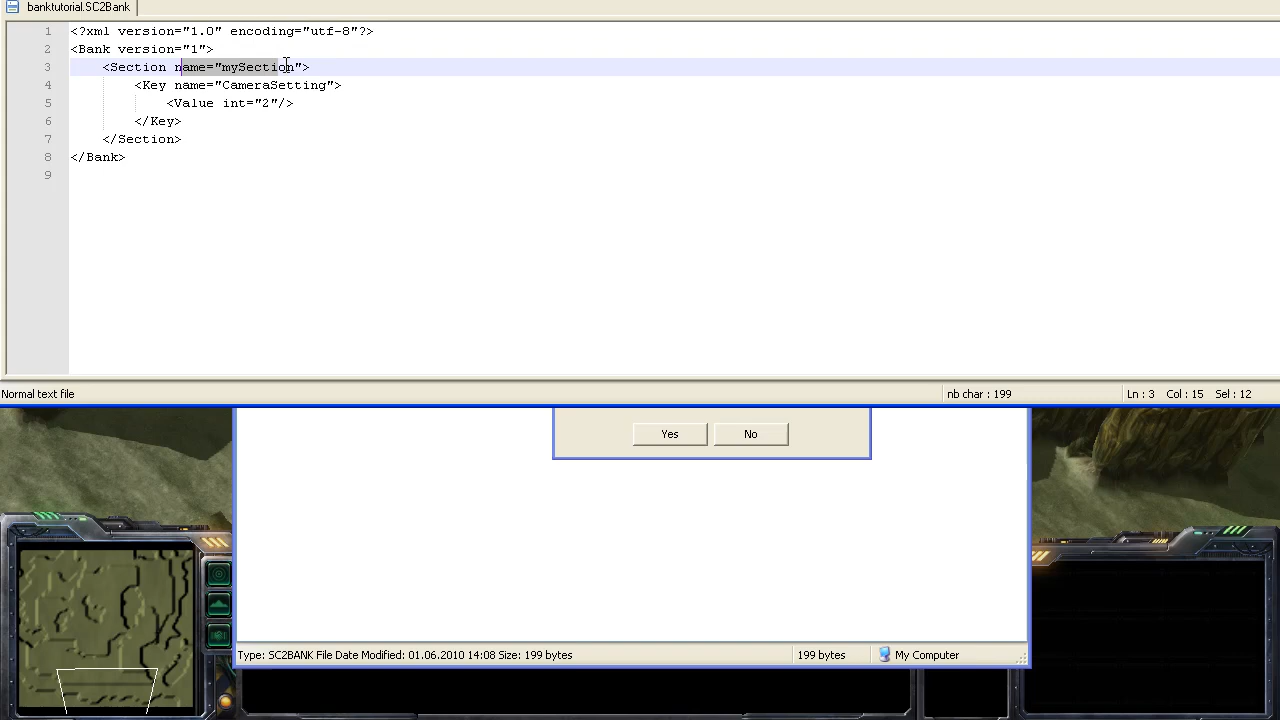 banktutorial.SC2Bank
1 <?xml version="1.0" encoding="utf-8"?>
2 <Bank version="1">
3 <Section name="mySection">
4 <Key name="CameraSetting">
5 <Value int="2"/>
6 </Key>
7 </Section>
8 </Bank>
9
Normal text file nb char : 199 Ln : 3 Col : 15 Sel : 12
Yes No
Type: SC2BANK File Date Modified: 01.06.2010 14:08 Size: 199 bytes 199 bytes My Computer